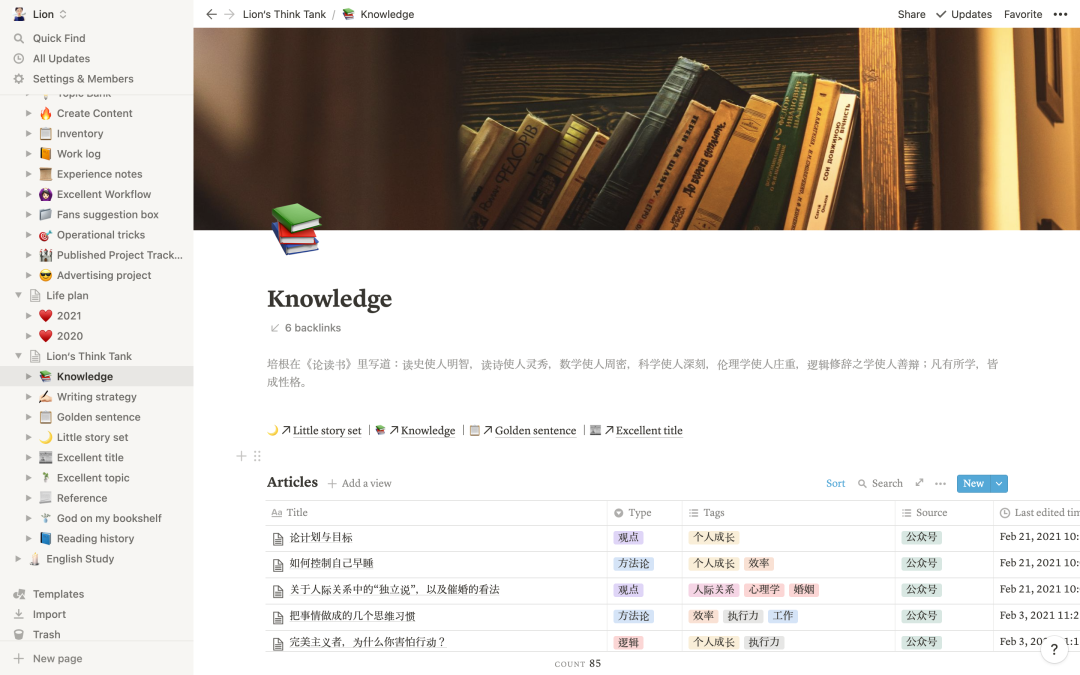 Lion
Quick Find
All Updates
Settings & Members
Topic Bank
Create Content
Inventory
Work log
Experience notes
Excellent Workflow
Fans suggestion box
Operational tricks
Published Project Track...
Advertising project
Life plan
2021
2020
Lion's Think Tank
Knowledge
Writing strategy
Golden sentence
Little story set
Excellent title
Excellent topic
Reference
God on my bookshelf
Reading history
English Study
Templates
Import
Trash
New page
Lion's Think Tank / Knowledge
Share Updates Favorite
Knowledge
6 backlinks
培根在《论读书》里写道：读史使人明智，读诗使人灵秀，数学使人周密，科学使人深刻，伦理学使人庄重，逻辑修辞之学使人善辩；凡有所学，皆
成性格。
Little story set | Knowledge | Golden sentence | Excellent title
Articles Add a view Sort Search New
Aa Title Type Tags Source Last edited tim
论计划与目标 观点 个人成长 公众号 Feb 21, 2021 10:
如何控制自己早睡 方法论 个人成长 效率 公众号 Feb 21, 2021 10:
关于人际关系中的“独立说”，以及催婚的看法 观点 人际关系 心理学 婚姻 公众号 Feb 21, 2021 10:
把事情做成的几个思维习惯 方法论 效率 执行力 工作 公众号 Feb 3, 2021 11:2
完美主义者，为什么你害怕行动？ 逻辑 个人成长 执行力 公众号 Feb 3, 20
COUNT 85
?